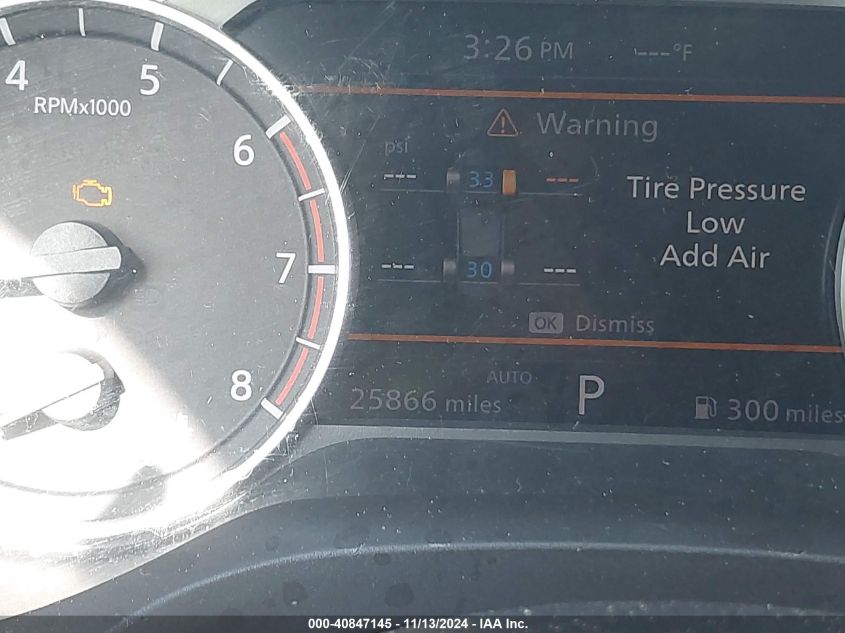 3:26 PM ---°F
4 5 6 7 8
RPMx1000
Warning
psi
--- 33 ---
--- 30 ---
Tire Pressure
Low
Add Air
OK Dismiss
AUTO
25866 miles P 300 miles
000-40847145 - 11/13/2024 - IAA Inc.